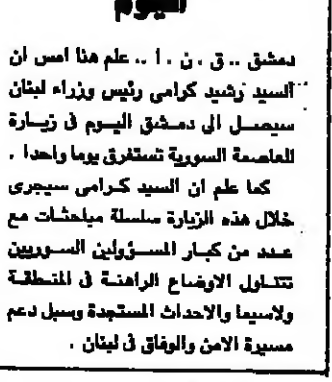 اليوم
دمشق .. ق . ن . ا .. علم هنا امس ان
السيد رشيد كرامي رئيس وزراء لبنان
سيصل الى دمشق اليوم في زيارة
للعاصمة السورية تستغرق يوما واحدا .
كما علم ان السيد كرامي سيجري
خلال هذه الزيارة سلسلة مباحثات مع
عدد من كبار المسؤولين السوريين
تتناول الاوضاع الراهنة في المنطقة
ولاسيما والاحداث المستجدة وسبل دعم
مسيرة الامن والوفاق في لبنان .